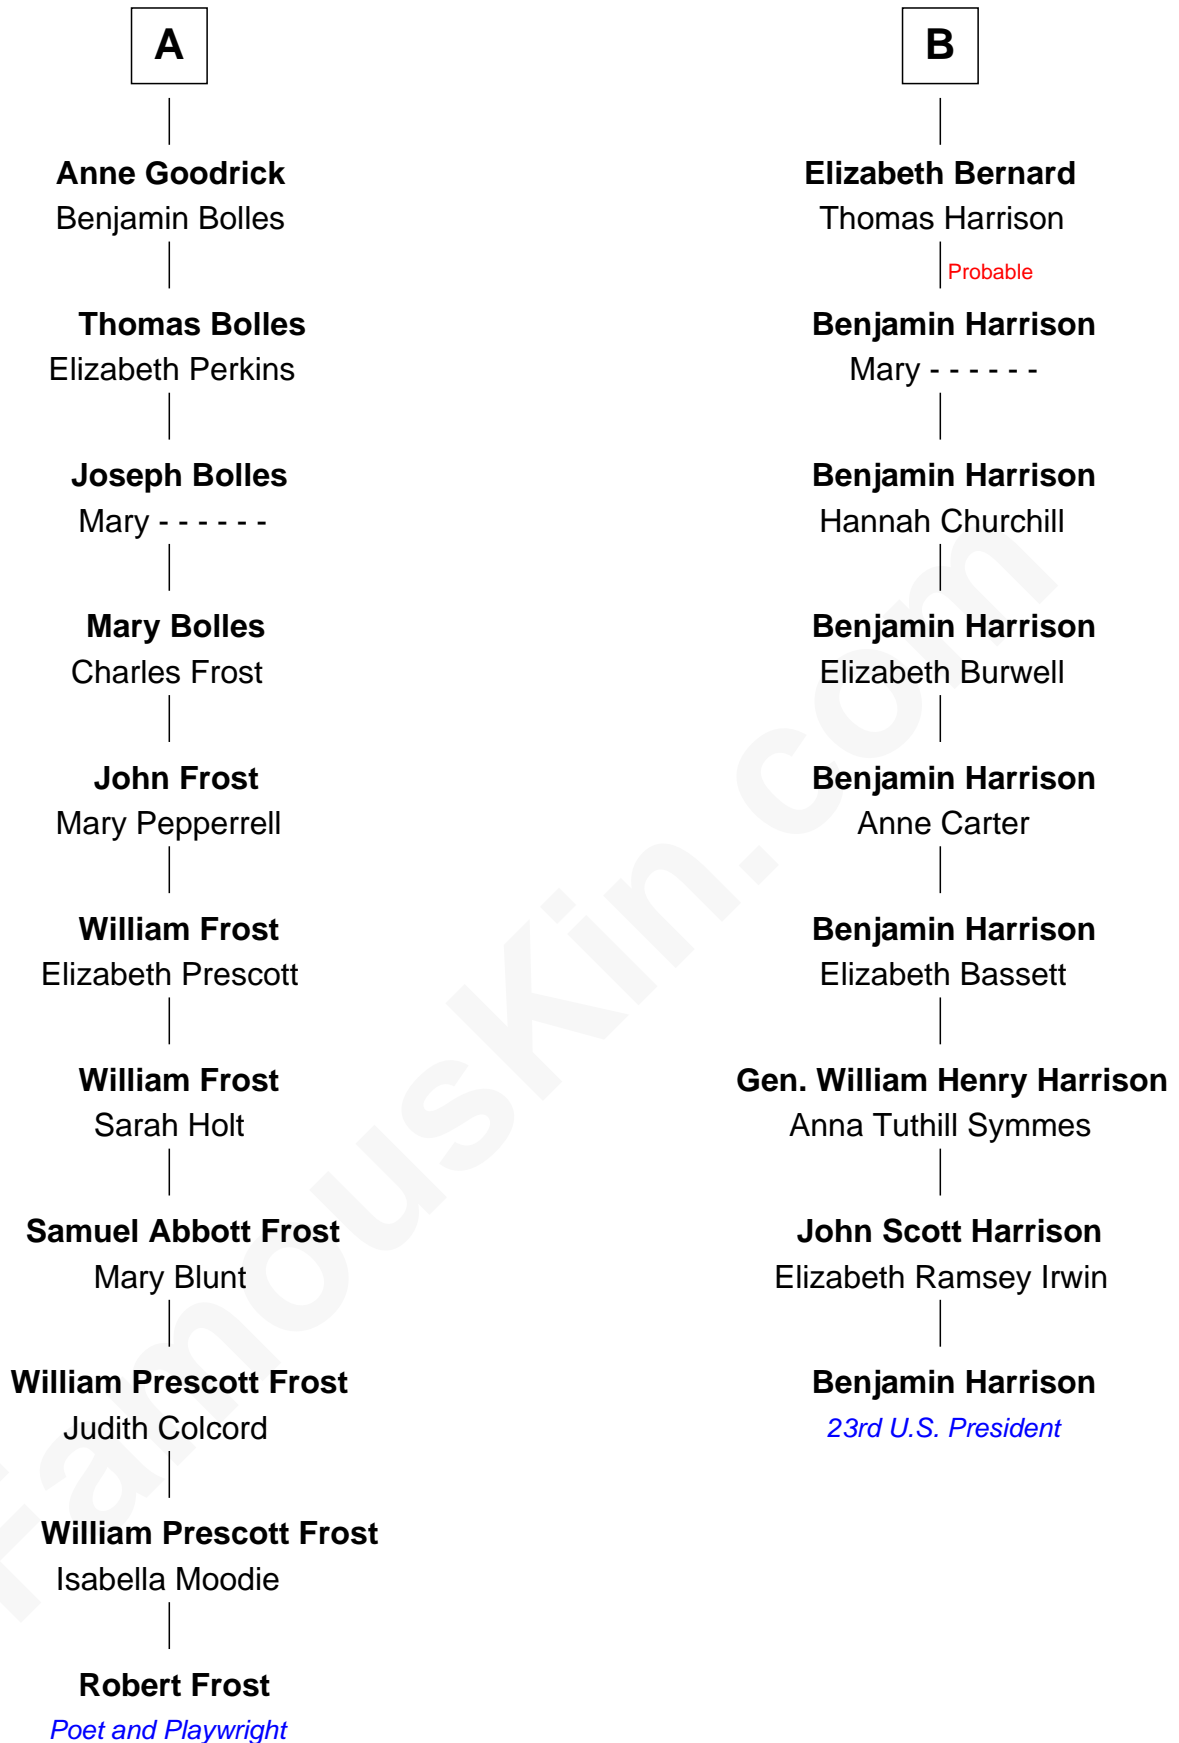 A
Anne Goodrick
Benjamin Bolles
Thomas Bolles
Elizabeth Perkins
Joseph Bolles
Mary - - - - - -
Mary Bolles
Charles Frost
John Frost
Mary Pepperrell
William Frost
Elizabeth Prescott
William Frost
Sarah Holt
Samuel Abbott Frost
Mary Blunt
William Prescott Frost
Judith Colcord
William Prescott Frost
Isabella Moodie
Robert Frost
Poet and Playwright
B
Elizabeth Bernard
Thomas Harrison
Probable
Benjamin Harrison
Mary - - - - - -
Benjamin Harrison
Hannah Churchill
Benjamin Harrison
Elizabeth Burwell
Benjamin Harrison
Anne Carter
Benjamin Harrison
Elizabeth Bassett
Gen. William Henry Harrison
Anna Tuthill Symmes
John Scott Harrison
Elizabeth Ramsey Irwin
Benjamin Harrison
23rd U.S. President
FamousKin.com